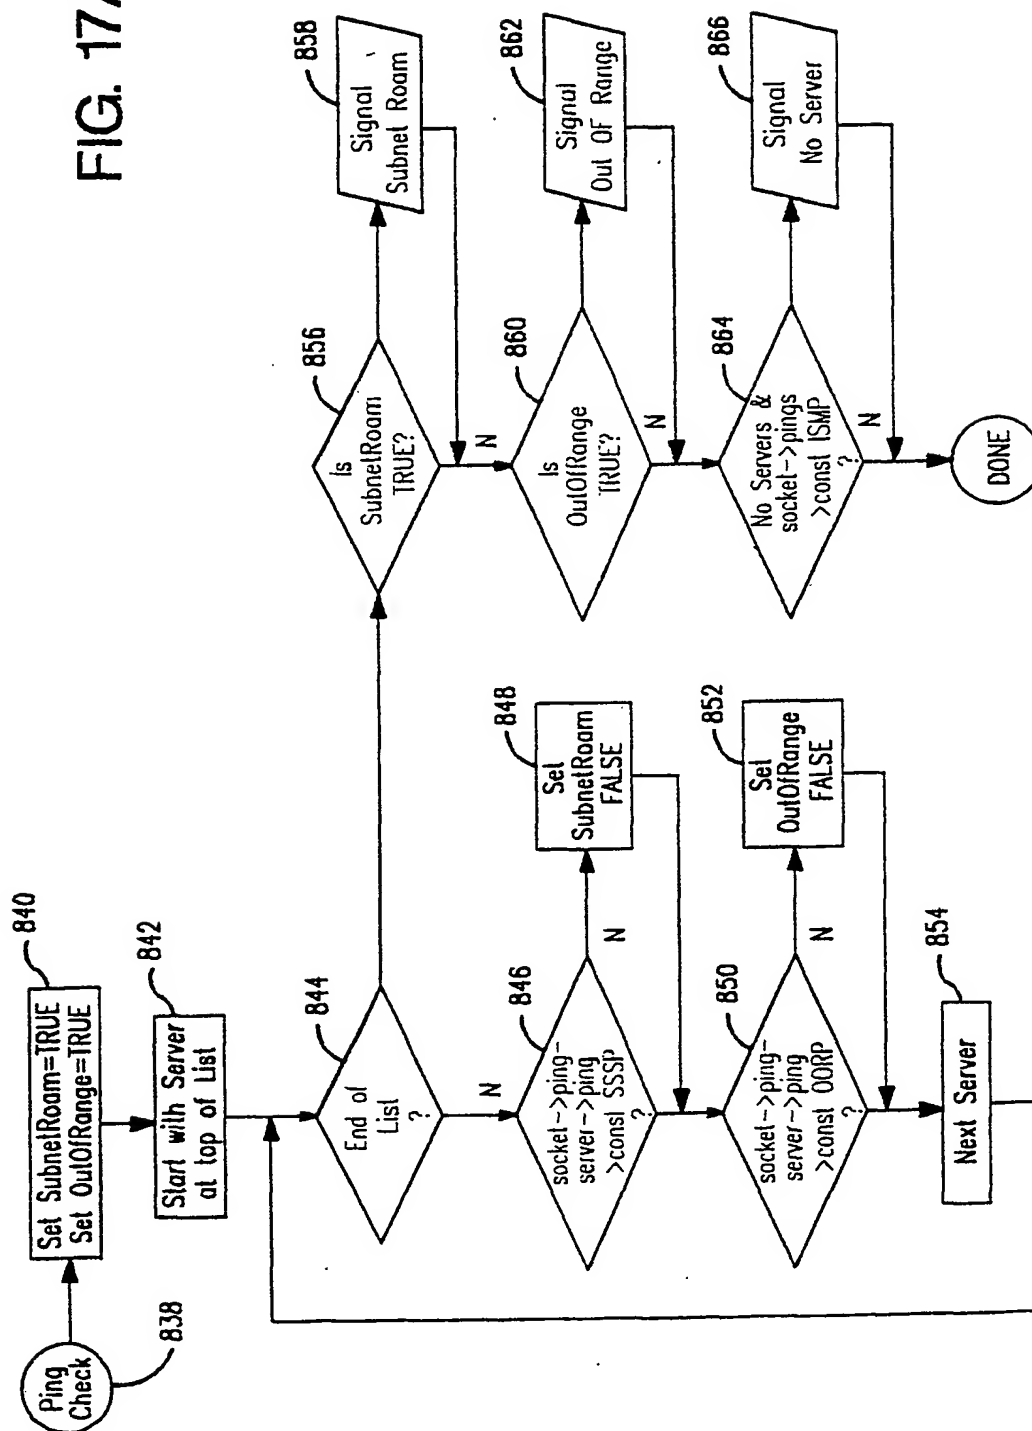 FIG. 17A
Ping
Check
838
Set SubnetRoam=TRUE
Set OutOfRange=TRUE
840
Start with Server
at top of List
842
End of
List
?
844
N
socket->ping-
server->ping
>const SSSP
?
846
N
Set
SubnetRoam
FALSE
848
socket->ping-
server->ping
>const OORP
?
850
N
Set
OutOfRange
FALSE
852
Next Server
854
Is
SubnetRoam
TRUE?
856
N
Signal
Subnet Roam
858
Is
OutOfRange
TRUE?
860
N
Signal
Out OF Range
862
No Servers &
socket->pings
>const ISMP
?
864
N
Signal
No Server
866
DONE